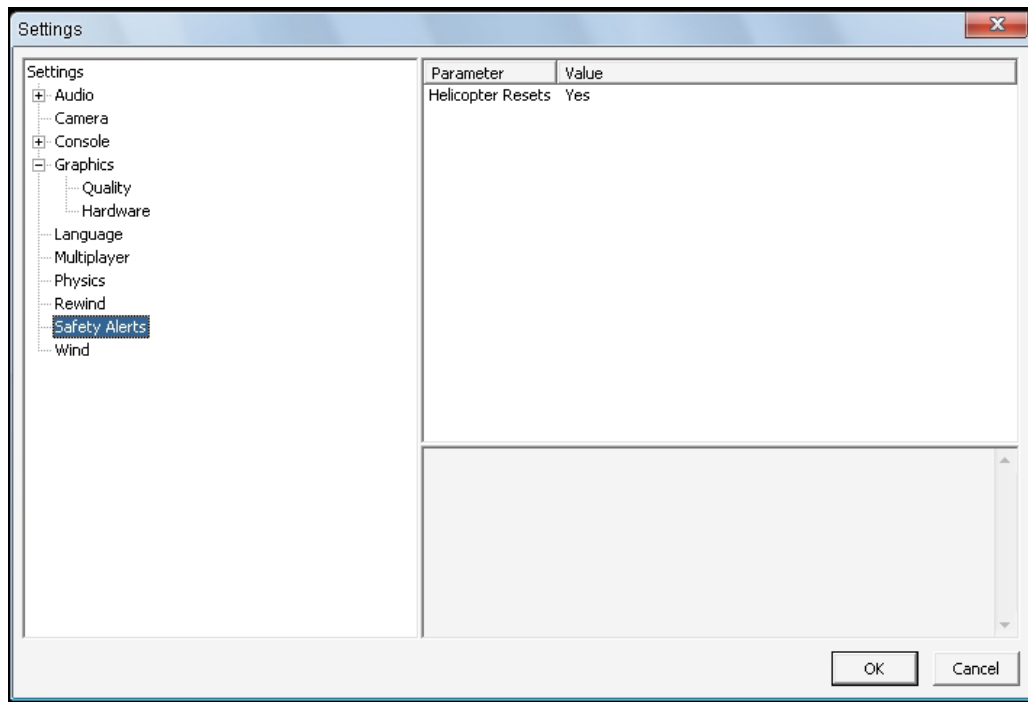 Settings
Settings
Audio
Camera
Console
Graphics
Quality
Hardware
Language
Multiplayer
Physics
Rewind
Safety Alerts
Wind
Parameter Value
Helicopter Resets Yes
OK Cancel